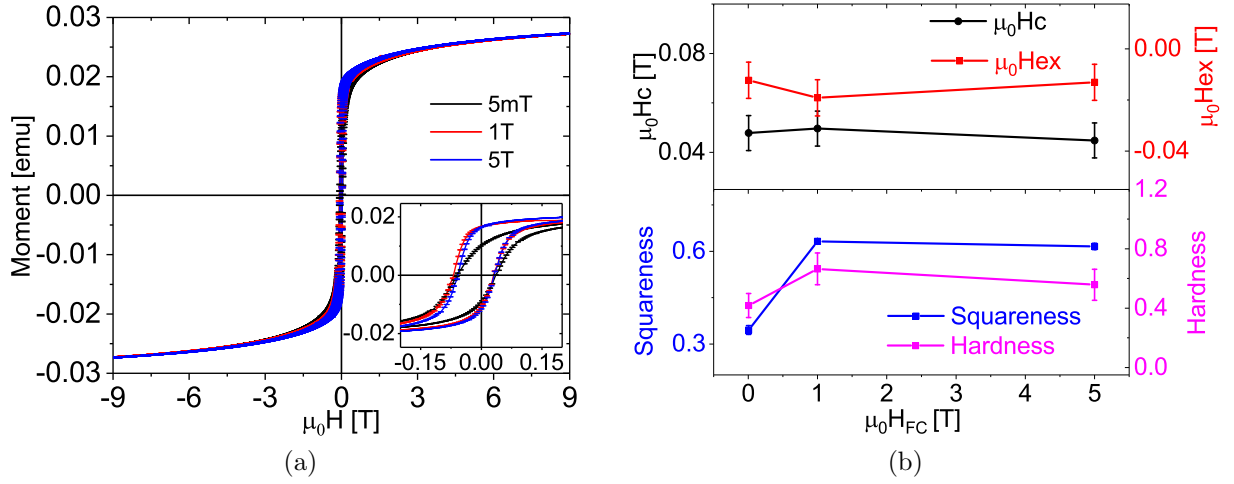 0.03
0.02
0.01
0.00
-0.01
-0.02
-0.03
Moment [emu]
5mT
1T
5T
0.02
0.00
-0.02
-0.15 0.00 0.15
-9 -6 -3 0 3 6 9
μ₀H [T]
(a)
μ₀Hc [T]
0.08
0.04
μ₀Hc
μ₀Hex
0.00
-0.04
μ₀Hex [T]
Squareness
0.6
0.3
Squareness
Hardness
1.2
0.8
0.4
0.0
Hardness
0 1 2 3 4 5
μ₀H_FC [T]
(b)